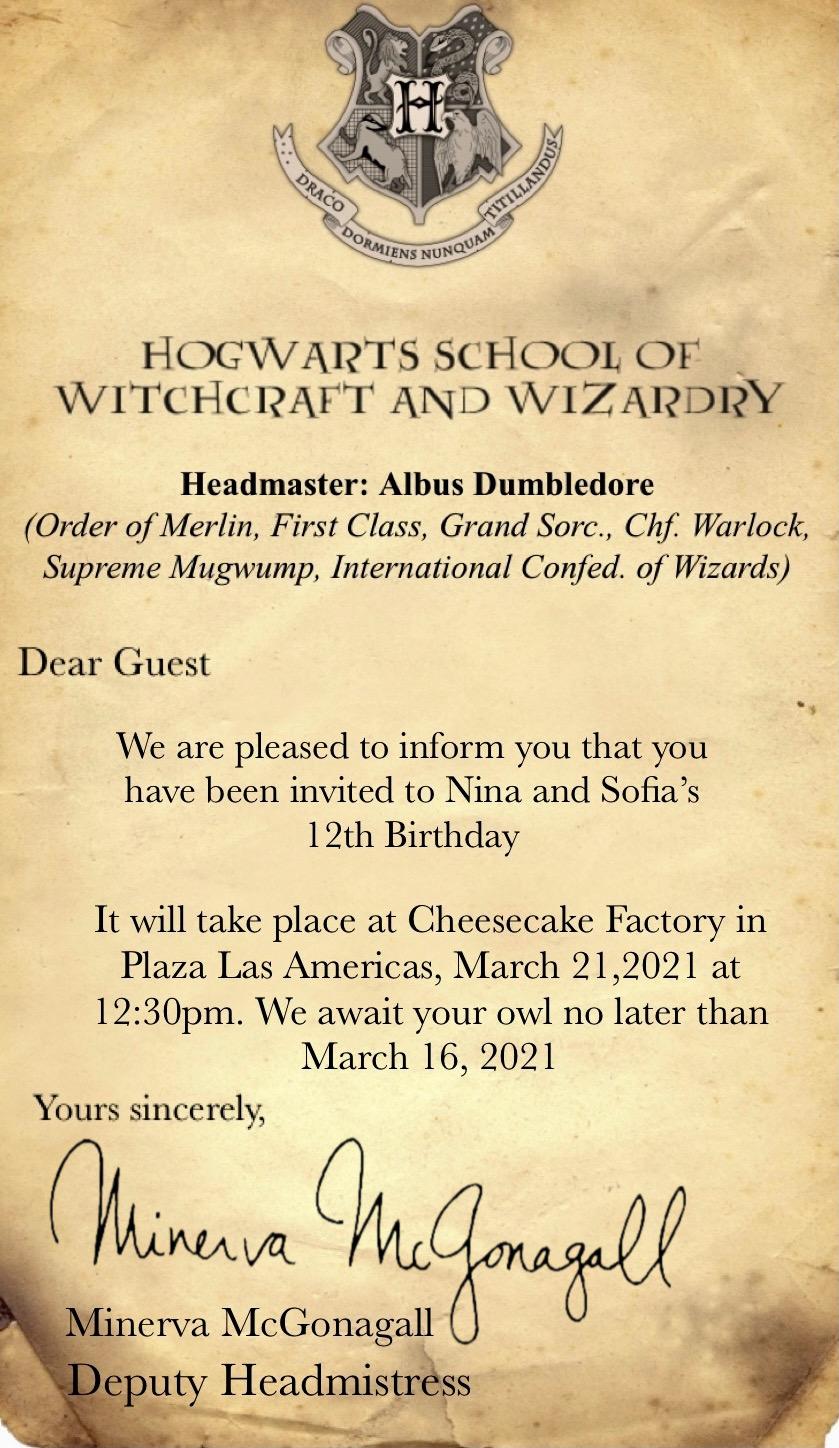 H
DRACO
DORMIENS NUNQUAM
TITILLANDUS
HOGWARTS SCHOOL OF
WITCHCRAFT AND WIZARDRY
Headmaster: Albus Dumbledore
(Order of Merlin, First Class, Grand Sorc., Chf. Warlock,
Supreme Mugwump, International Confed. of Wizards)
Dear Guest
We are pleased to inform you that you
have been invited to Nina and Sofia’s
12th Birthday
It will take place at Cheesecake Factory in
Plaza Las Americas, March 21,2021 at
12:30pm. We await your owl no later than
March 16, 2021
Yours sincerely,
Minerva McGonagall
Minerva McGonagall
Deputy Headmistress